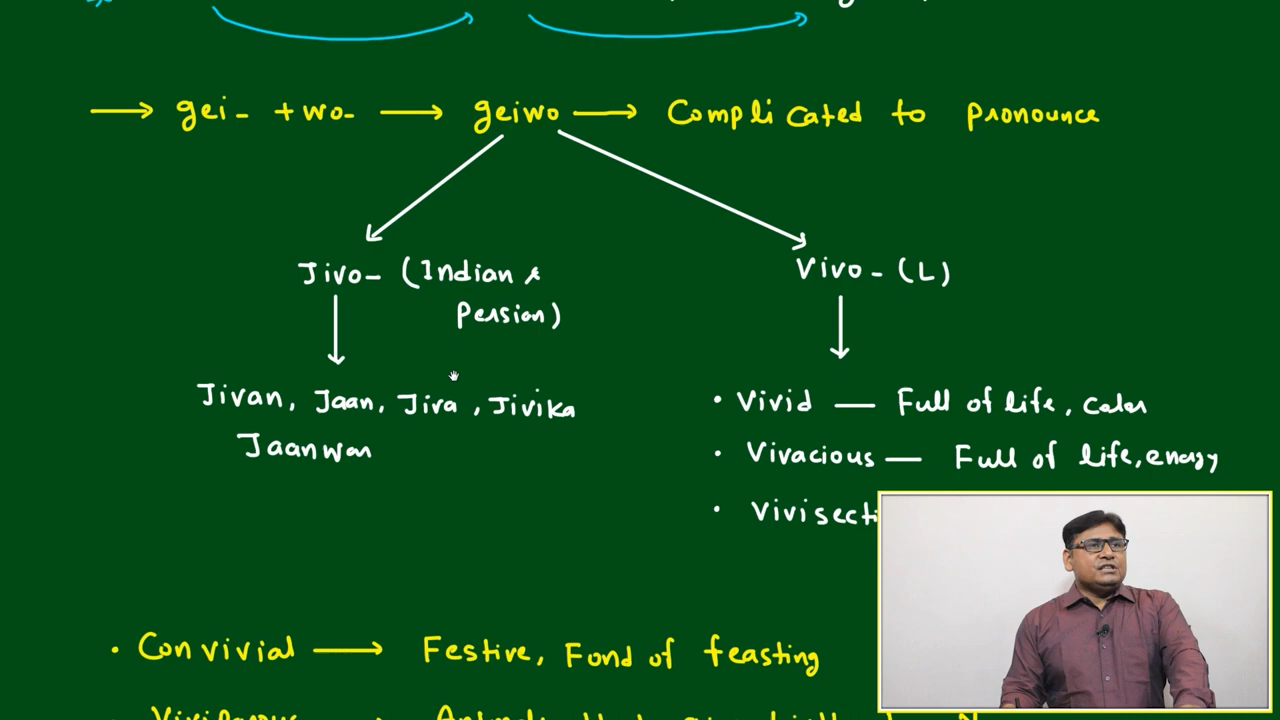 → gei- + wo- → geiwo → Complicated to pronounce
Jivo- (Indian &
Persian)
Vivo- (L)
Jivan, Jaan, Jira, Jivika
Jaanwar
• Vivid — Full of life, Color
• Vivacious — Full of life, energy
• Vivisecti
• Convivial → Festive, Fond of feasting